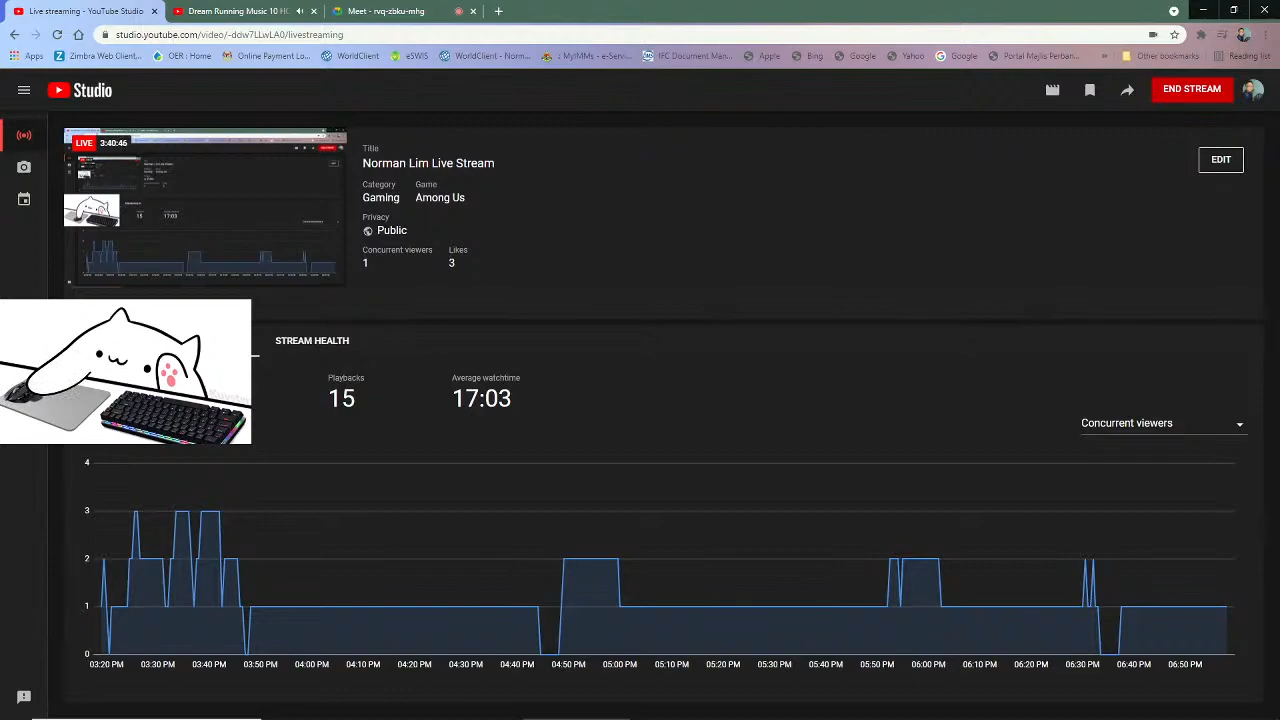 Live streaming - YouTube Studio
Dream Running Music 10 HO
Meet - rvq-zbku-mhg
studio.youtube.com/video/-ddw7LLwLA0/livestreaming
Apps
Zimbra Web Client...
OER : Home
Online Payment Lo...
WorldClient
eSWIS
WorldClient - Norm...
:: MyIMMs - e-Servi...
IFC Document Man...
Apple
Bing
Google
Yahoo
Google
Portal Majlis Perban...
Other bookmarks
Reading list
Studio
END STREAM
LIVE 3:40:46
Title
Norman Lim Live Stream
EDIT
Category Game
Gaming Among Us
Privacy
Public
Concurrent viewers Likes
1 3
STREAM HEALTH
Playbacks Average watchtime
15 17:03
Concurrent viewers
4
3
2
1
0
03:20 PM 03:30 PM 03:40 PM 03:50 PM 04:00 PM 04:10 PM 04:20 PM 04:30 PM 04:40 PM 04:50 PM 05:00 PM 05:10 PM 05:20 PM 05:30 PM 05:40 PM 05:50 PM 06:00 PM 06:10 PM 06:20 PM 06:30 PM 06:40 PM 06:50 PM